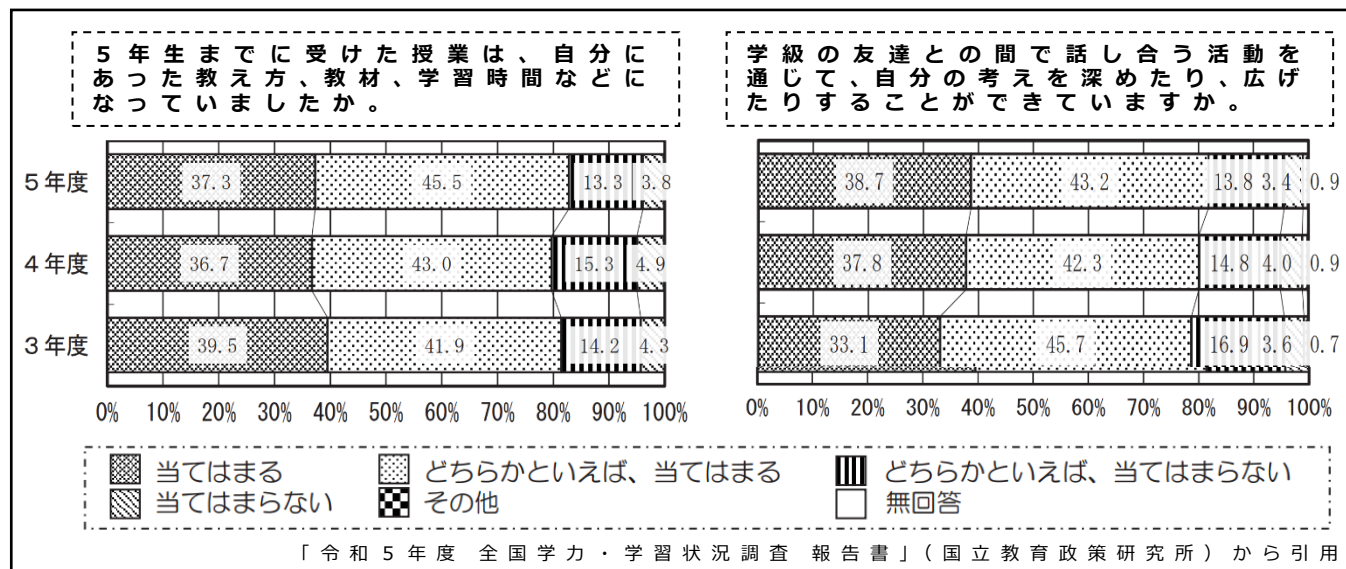 5年生までに受けた授業は、自分に
あった教え方、教材、学習時間などに
なっていましたか。
5年度 37.3 45.5 13.3 3.8
4年度 36.7 43.0 15.3 4.9
3年度 39.5 41.9 14.2 4.3
0% 10% 20% 30% 40% 50% 60% 70% 80% 90% 100%
学級の友達との間で話し合う活動を
通じて、自分の考えを深めたり、広げ
たりすることができていますか。
38.7 43.2 13.8 3.4 0.9
37.8 42.3 14.8 4.0 0.9
33.1 45.7 16.9 3.6 0.7
0% 10% 20% 30% 40% 50% 60% 70% 80% 90% 100%
当てはまる どちらかといえば、当てはまる どちらかといえば、当てはまらない
当てはまらない その他 無回答
「令和5年度 全国学力・学習状況調査 報告書」(国立教育政策研究所)から引用